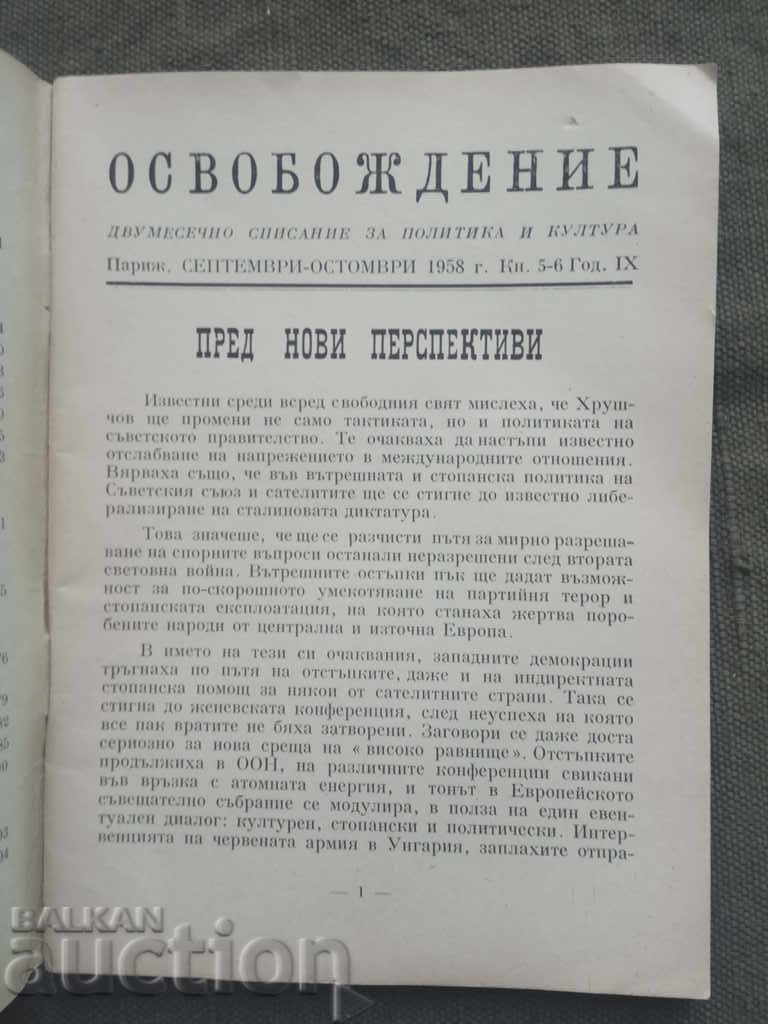 ОСВОБОЖДЕНИЕ
ДВУМЕСЕЧНО СПИСАНИЕ ЗА ПОЛИТИКА И КУЛТУРА
Париж, СЕПТЕМВРИ-ОСТОМВРИ 1958 г. Кн. 5-6 Год. IX
ПРЕД НОВИ ПЕРСПЕКТИВИ
Известни среди всред свободния свят мислеха, че Хрушчов
ще промени не само тактиката, но и политиката на
съветското правителство. Те очакваха да настъпи известно
отслабване на напрежението в международните отношения.
Вярваха също, че във вътрешната и стопанска политика на
Съветския съюз и сателитите ще се стигне до известно либе-
рализиране на сталиновата диктатура.
Това значеше, че ще се разчисти пътя за мирно разреша-
ване на спорните въпроси останали неразрешени след втората
световна война. Вътрешните остъпки пък ще дадат възмож-
ност за по-скорошното умекотяване на партийня терор и
стопанската експлоатация, на която станаха жертва поро-
бените народи от централна и източна Европа.
В името на тези си очаквания, западните демокрации
тръгнаха по пътя на отстъпките, даже и на индиректната
стопанска помощ за някои от сателитните страни. Така се
стигна до женевската конференция, след неуспеха на която
все пак вратите не бяха затворени. Заговори се даже доста
сериозно за нова среща на « високо равнище». Отстъпките
продължиха в ООН, на различните конференции свикани
във връзка с атомната енергия, и тонът в Европейското
съвещателно събрание се модулира, в полза на един евен-
туален диалог: културен, стопански и политически. Интер-
венцията на червената армия в Унгария, заплахите отпра-
— 1 —
BALKAN
auction